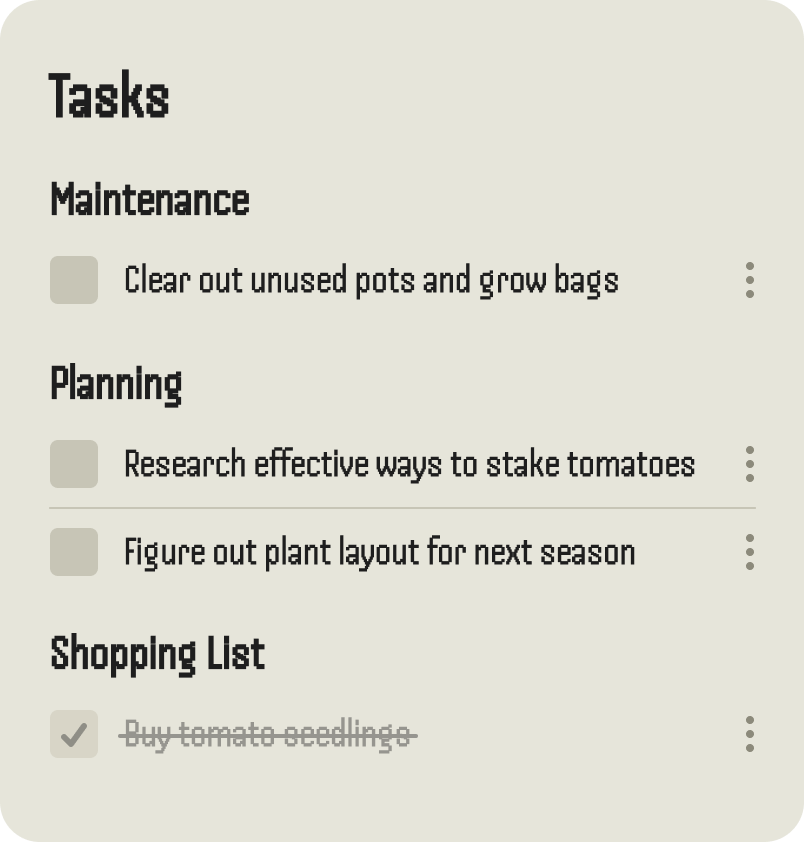 Tasks
Maintenance
Clear out unused pots and grow bags
Planning
Research effective ways to stake tomatoes
Figure out plant layout for next season
Shopping List
Buy tomato seedlings